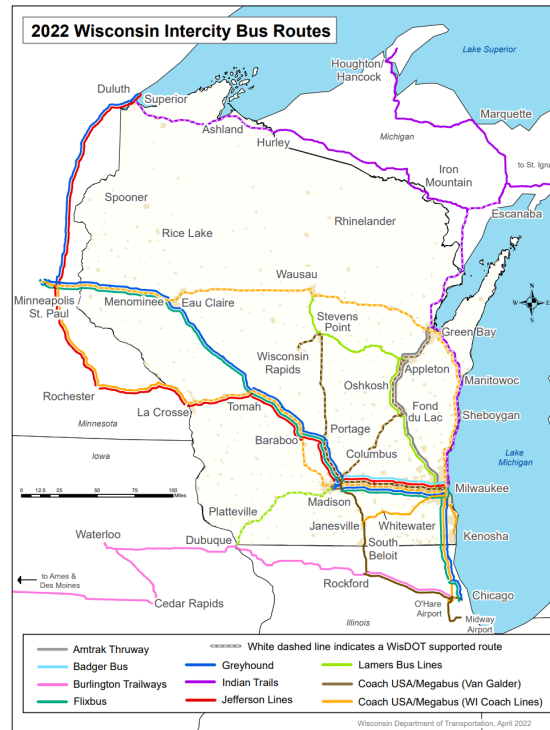 2022 Wisconsin Intercity Bus Routes
Lake Superior
Houghton/
Hancock
Duluth
Superior
Marquette
Ashland
Michigan
Hurley
to St. Igna
Iron
Mountain
Spooner
Escanaba
Rhinelander
Rice Lake
Wausau
Minneapolis /
St. Paul
Menominee
Eau Claire
W
N
E
S
Stevens
Point
Green Bay
Wisconsin
Rapids
Appleton
Manitowoc
Oshkosh
Rochester
La Crosse
Tomah
Fond
du Lac
Sheboygan
Minnesota
Portage
Baraboo
Iowa
Columbus
Lake
Michigan
0 12.5 25 50 75 100
Miles
Madison
Milwaukee
Platteville
Janesville
Whitewater
Waterloo
Dubuque
South
Beloit
Kenosha
to Ames &
Des Moines
Rockford
Chicago
Cedar Rapids
O'Hare
Airport
Illinois
Midway
Airport
Amtrak Thruway
White dashed line indicates a WisDOT supported route
Badger Bus
Greyhound
Lamers Bus Lines
Burlington Trailways
Indian Trails
Coach USA/Megabus (Van Galder)
Flixbus
Jefferson Lines
Coach USA/Megabus (WI Coach Lines)
Wisconsin Department of Transportation, April 2022